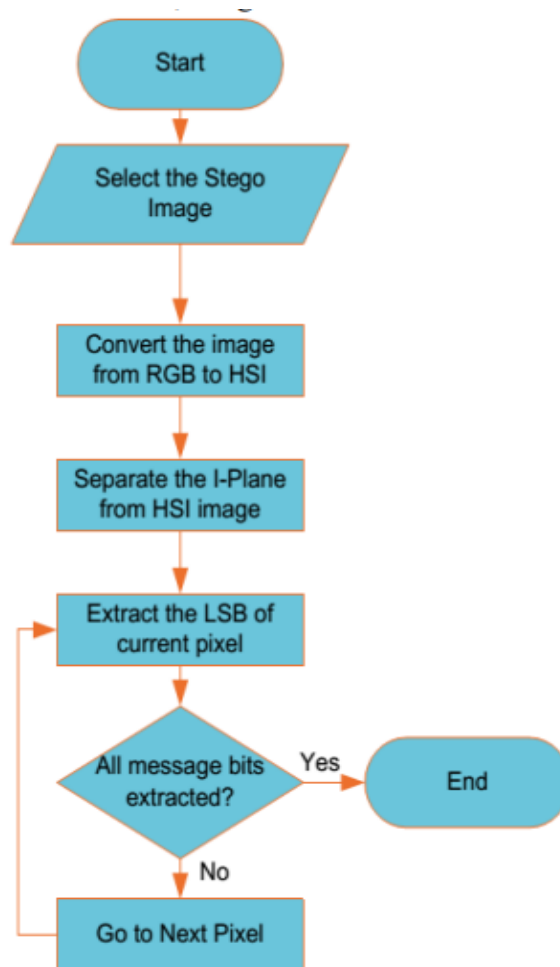 Start
Select the Stego
Image
Convert the image
from RGB to HSI
Separate the I-Plane
from HSI image
Extract the LSB of
current pixel
All message bits
extracted?
Yes
End
No
Go to Next Pixel